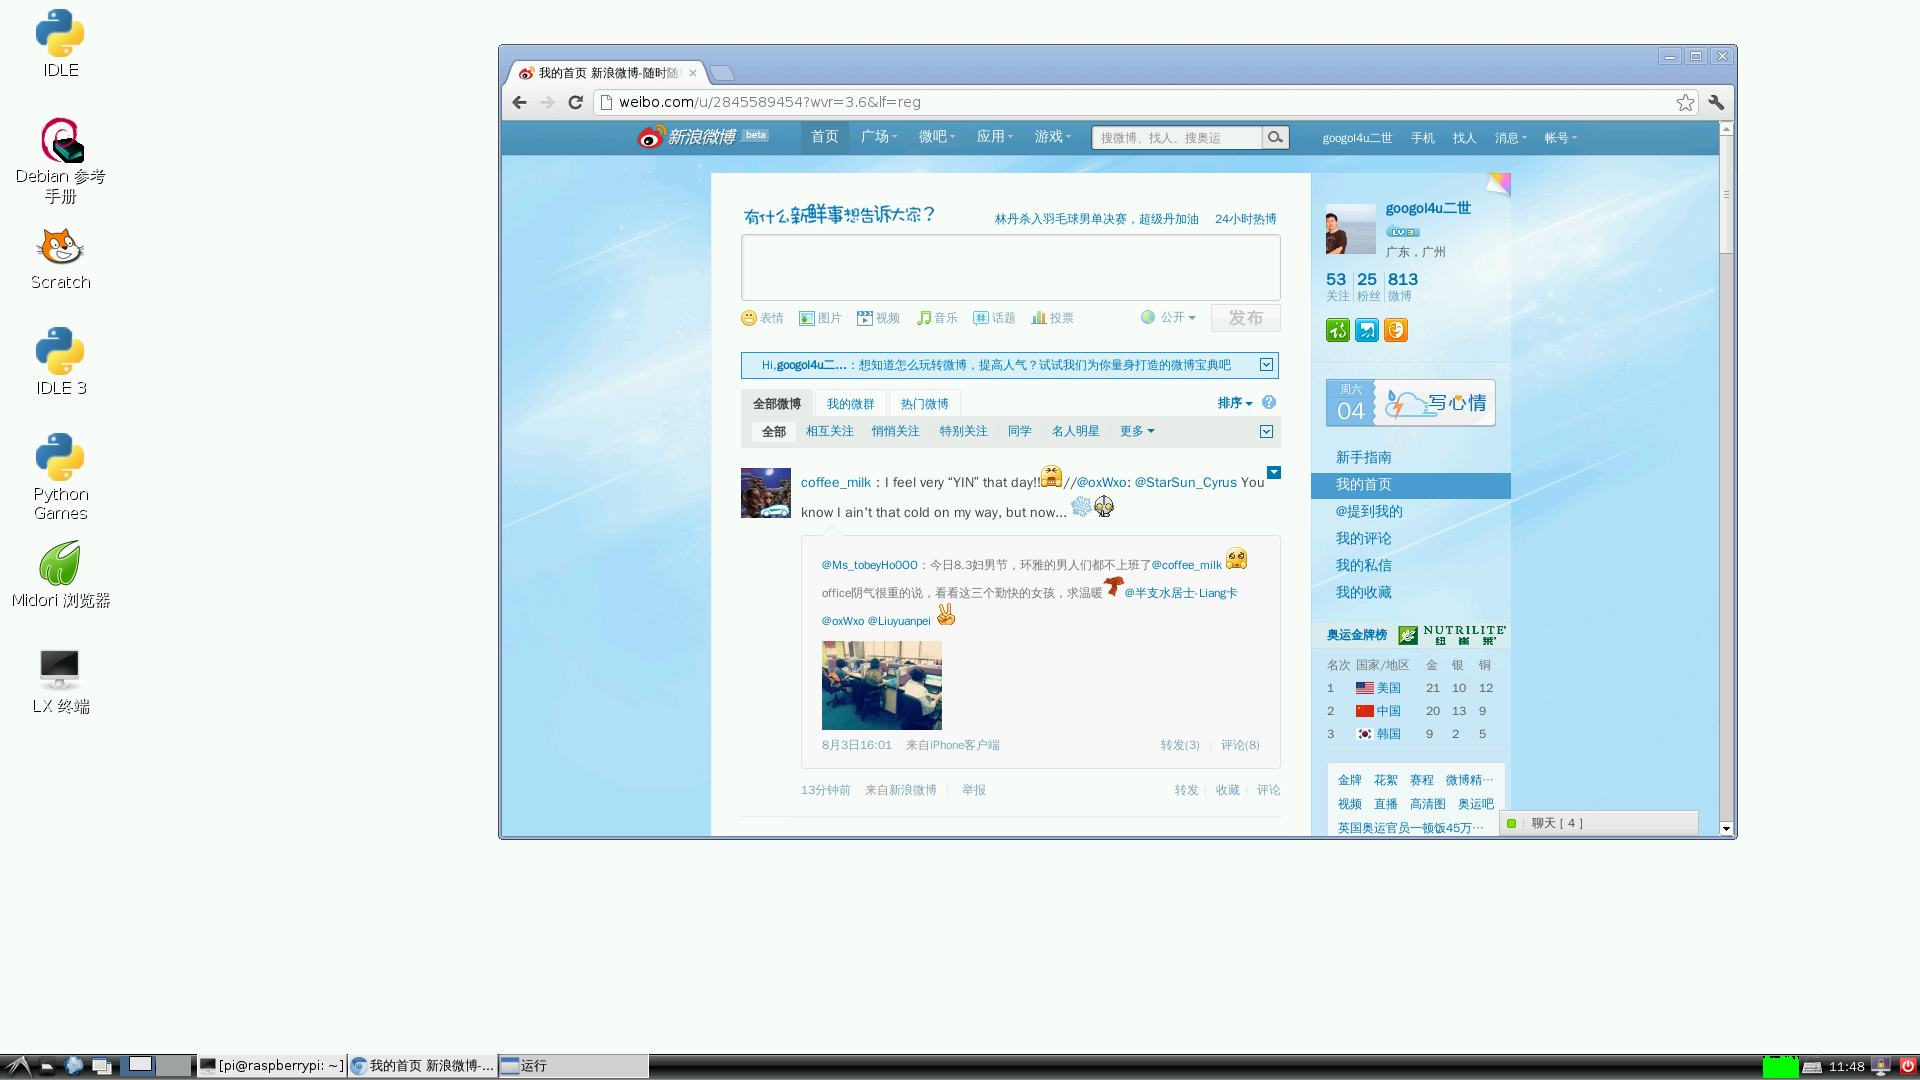 IDLE
Debian 参考
手册
Scratch
IDLE 3
Python
Games
Midori 浏览器
LX 终端
我的首页 新浪微博-随时随
weibo.com/u/2845589454?wvr=3.6&lf=reg
新浪微博 beta 首页 广场 微吧 应用 游戏 搜微博、找人、搜奥运 googol4u二世 手机 找人 消息 帐号
有什么新鲜事想告诉大家？ 林丹杀入羽毛球男单决赛，超级丹加油 24小时热博
表情 图片 视频 音乐 话题 投票 公开 发布
Hi,googol4u二...：想知道怎么玩转微博，提高人气？试试我们为你量身打造的微博宝典吧
全部微博 我的微群 热门微博 排序
全部 相互关注 悄悄关注 特别关注 同学 名人明星 更多
coffee_milk：I feel very “YIN” that day!!//@oxWxo: @StarSun_Cyrus You
know I ain't that cold on my way, but now...
@Ms_tobeyHo0OO：今日8.3妇男节，环雅的男人们都不上班了@coffee_milk
office阴气很重的说，看看这三个勤快的女孩，求温暖 @半支水居士-Liang卡
@oxWxo @Liuyuanpei
8月3日16:01 来自iPhone客户端 转发(3) 评论(8)
13分钟前 来自新浪微博 举报 转发 收藏 评论
googol4u二世
LV 3
广东，广州
53 25 813
关注 粉丝 微博
周六
04 写心情
新手指南
我的首页
@提到我的
我的评论
我的私信
我的收藏
奥运金牌榜 NUTRILITE
纽崔莱
名次 国家/地区 金 银 铜
1 美国 21 10 12
2 中国 20 13 9
3 韩国 9 2 5
金牌 花絮 赛程 微博精…
视频 直播 高清图 奥运吧
英国奥运官员一顿饭45万…
聊天 [ 4 ]
[pi@raspberrypi: ~] 我的首页 新浪微博-... 运行 11:48